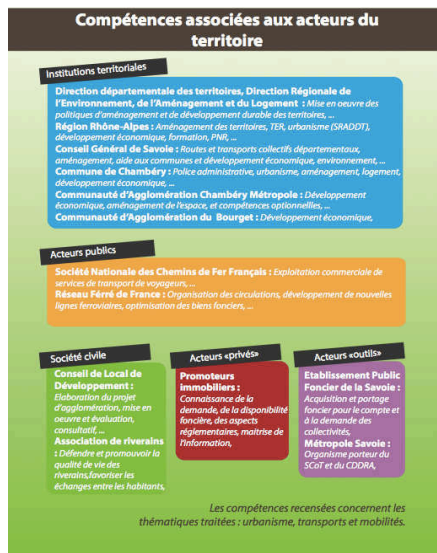 Compétences associées aux acteurs du
territoire
Institutions territoriales
Direction départementale des territoires, Direction Régionale de
l'Environnement, de l'Aménagement et du Logement : Mise en oeuvre des
politiques d'aménagement et de développement durable des territoires, ...
Région Rhône-Alpes : Aménagement des territoires, TER, urbanisme (SRADDT),
développement économique, formation, PNR, ...
Conseil Général de Savoie : Routes et transports collectifs départementaux,
aménagement, aide aux communes et développement économique, environnement, ...
Commune de Chambéry : Police administrative, urbanisme, aménagement, logement,
développement économique, ...
Communauté d'Agglomération Chambéry Métropole : Développement
économique, aménagement de l'espace, et compétences optionnelles, ...
Communauté d'Agglomération du Bourget : Développement économique,
Acteurs publics
Société Nationale des Chemins de Fer Français : Exploitation commerciale de
services de transport de voyageurs, ...
Réseau Férré de France : Organisation des circulations, développement de nouvelles
lignes ferroviaires, optimisation des biens fonciers, ...
Société civile
Conseil de Local de
Développement :
Elaboration du projet
d'agglomération, mise en
oeuvre et évaluation,
consultatif, ...
Association de riverains
: Défendre et promouvoir la
qualité de vie des
riverains,favoriser les
échanges entre les habitants,
Acteurs «privés»
Promoteurs
immobiliers :
Connaissance de la
demande, de la disponibilité
foncière, des aspects
réglementaires, maitrise de
l'information,
Acteurs «outils»
Etablissement Public
Foncier de la Savoie :
Acquisition et portage
foncier pour le compte et
à la demande des
collectivités,
Métropole Savoie :
Organisme porteur du
SCoT et du CDDRA,
Les compétences recensées concernent les
thématiques traitées : urbanisme, transports et mobilités.